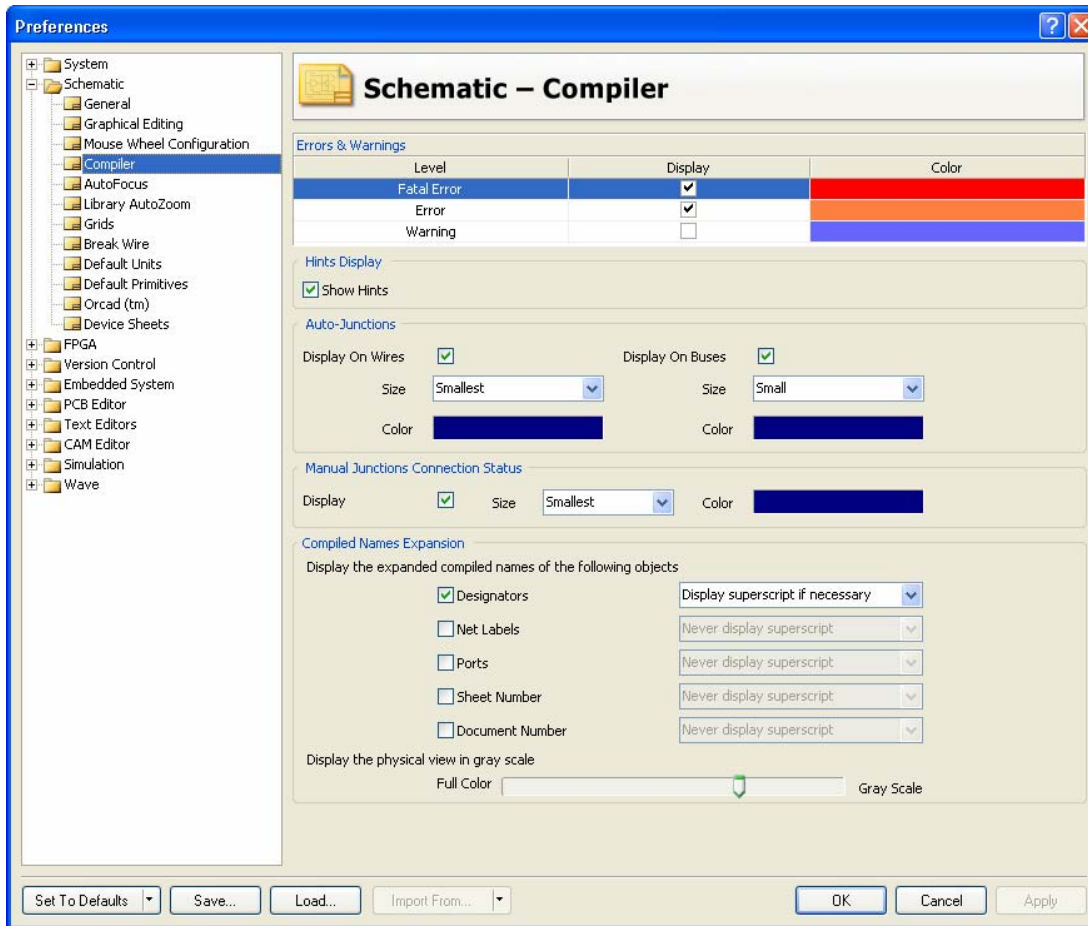 Preferences
System
Schematic
General
Graphical Editing
Mouse Wheel Configuration
Compiler
AutoFocus
Library AutoZoom
Grids
Break Wire
Default Units
Default Primitives
Orcad (tm)
Device Sheets
FPGA
Version Control
Embedded System
PCB Editor
Text Editors
CAM Editor
Simulation
Wave
Schematic – Compiler
Errors & Warnings
Level Display Color
Fatal Error
Error
Warning
Hints Display
Show Hints
Auto-Junctions
Display On Wires Display On Buses
Size Smallest Size Small
Color Color
Manual Junctions Connection Status
Display Size Smallest Color
Compiled Names Expansion
Display the expanded compiled names of the following objects
Designators Display superscript if necessary
Net Labels Never display superscript
Ports Never display superscript
Sheet Number Never display superscript
Document Number Never display superscript
Display the physical view in gray scale
Full Color Gray Scale
Set To Defaults Save... Load... Import From... OK Cancel Apply